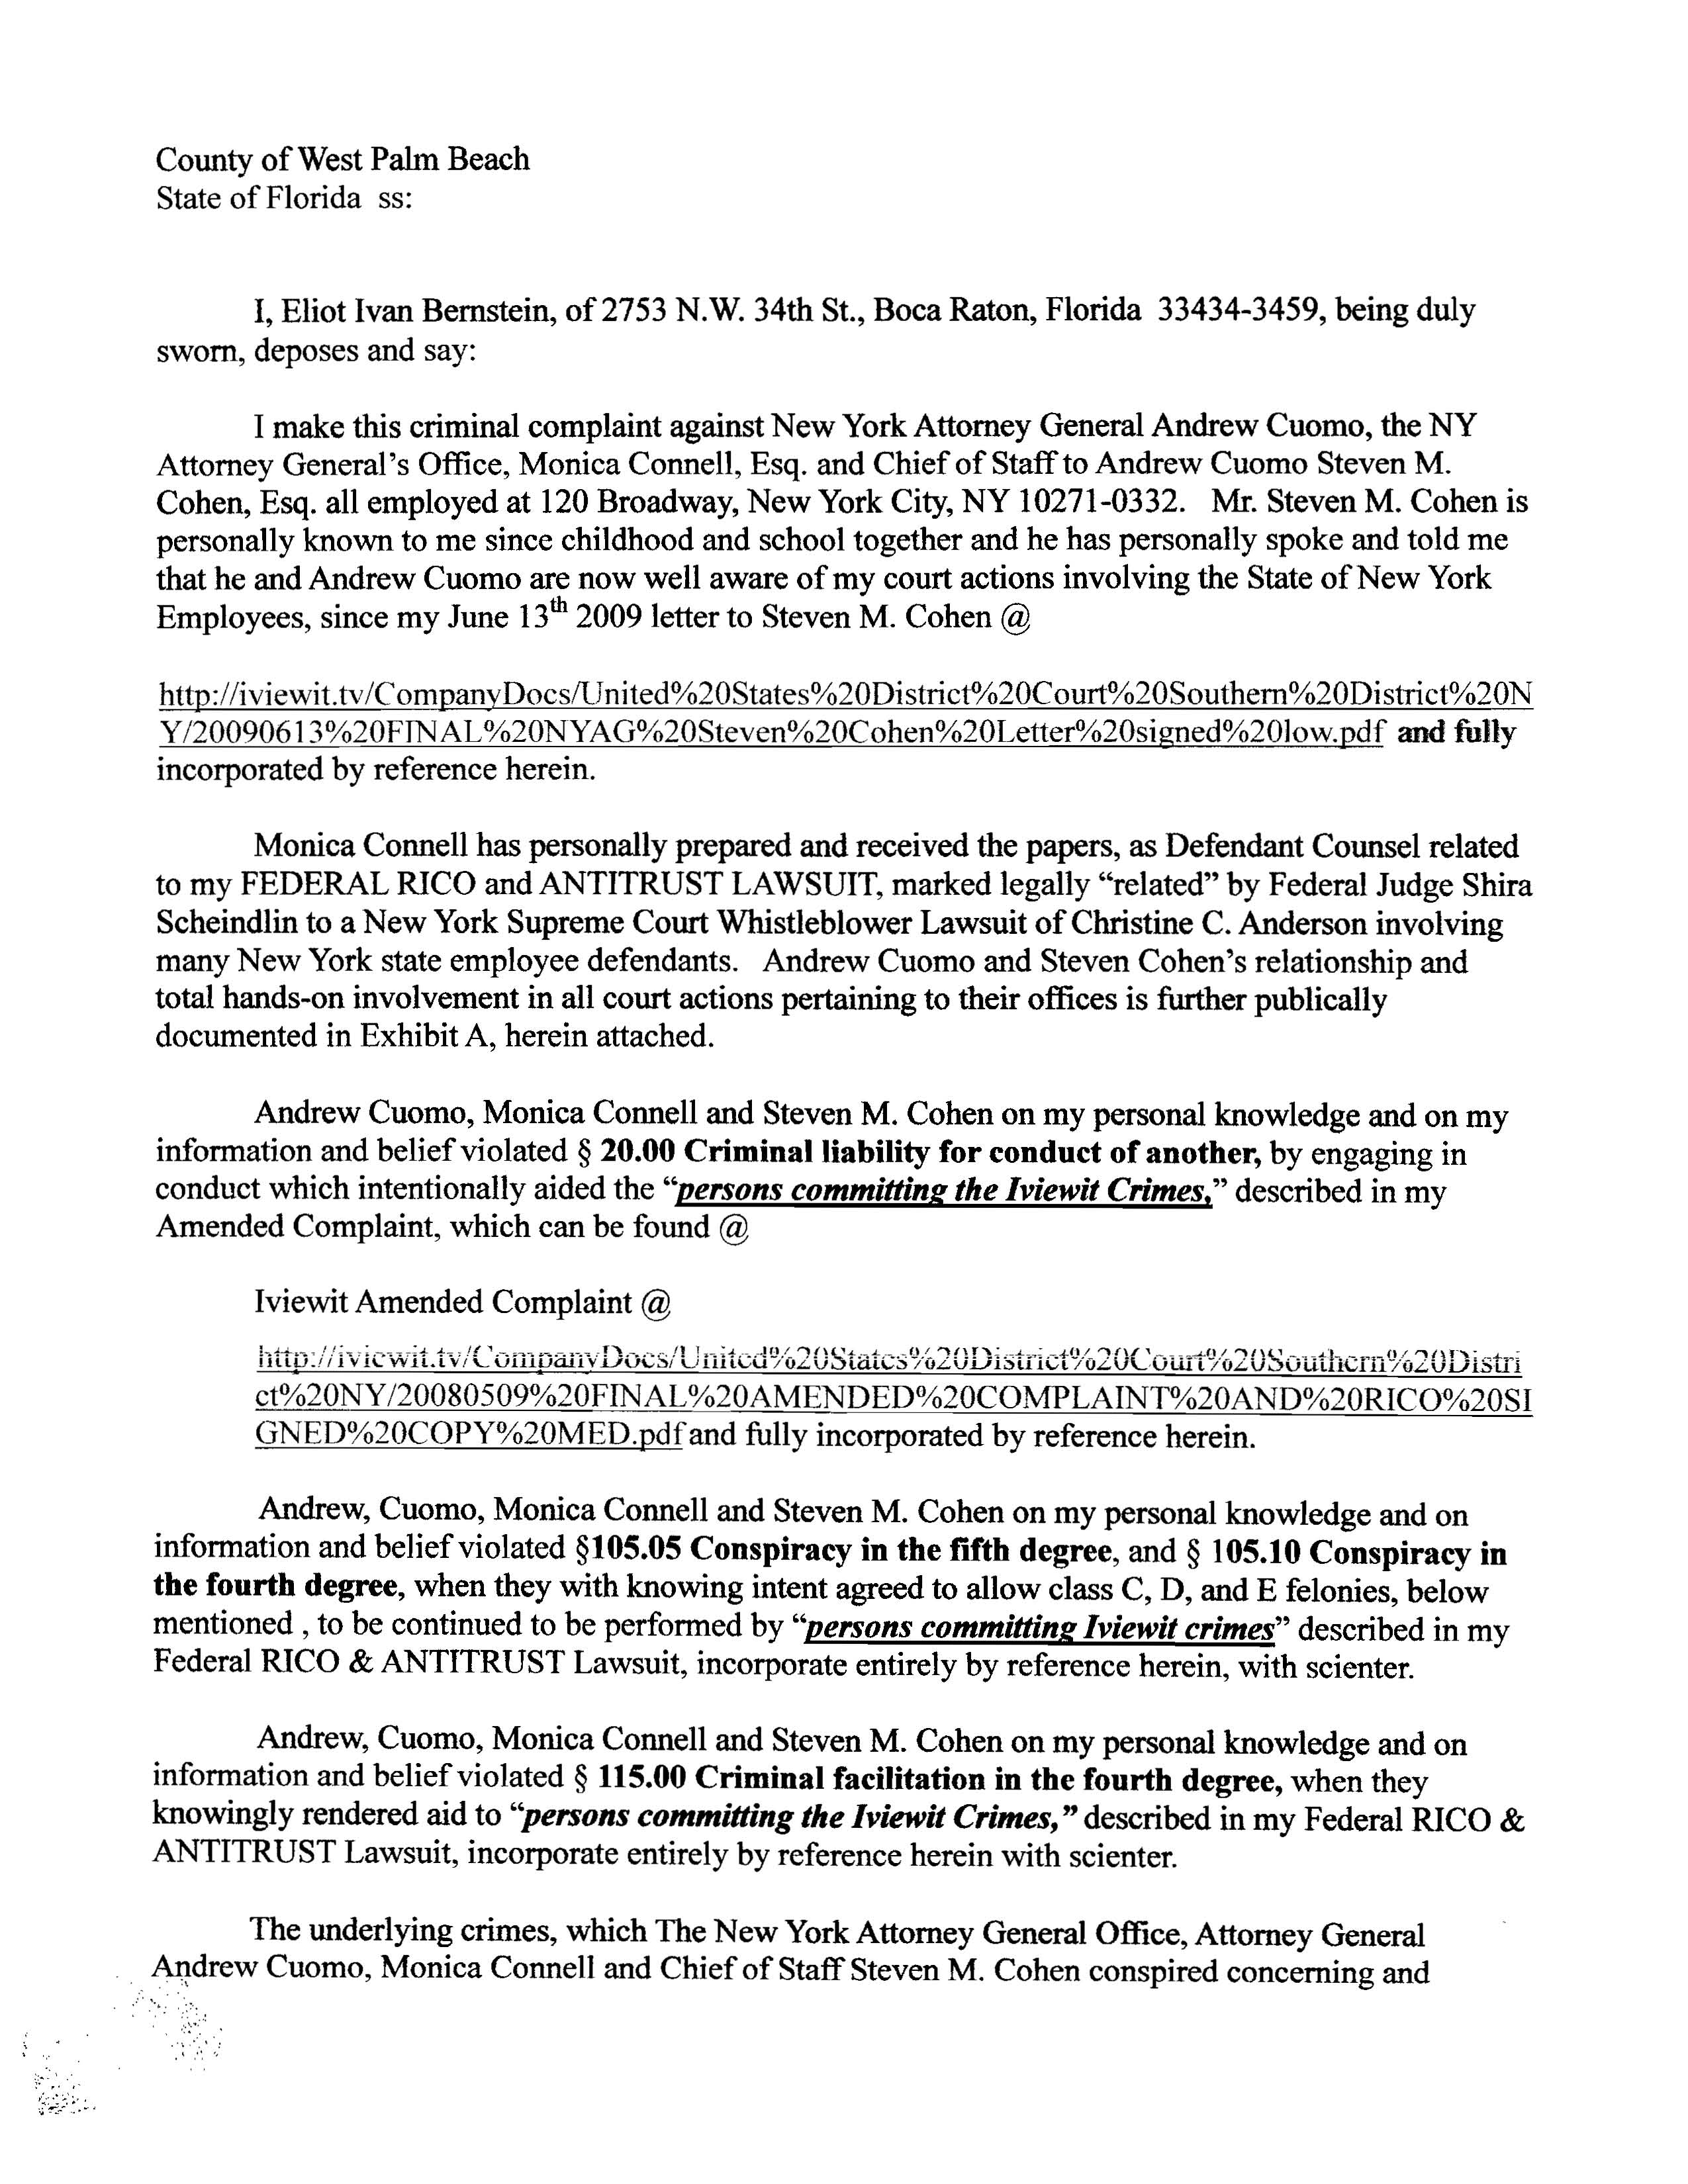 County of West Palm Beach
State of Florida ss:
I, Eliot Ivan Bernstein, of 2753 N.W. 34th St., Boca Raton, Florida 33434-3459, being duly
sworn, deposes and say:
I make this criminal complaint against New York Attorney General Andrew Cuomo, the NY
Attorney General's Office, Monica Connell, Esq. and Chief of Staff to Andrew Cuomo Steven M.
Cohen, Esq. all employed at 120 Broadway, New York City, NY 10271-0332. Mr. Steven M. Cohen is
personally known to me since childhood and school together and he has personally spoke and told me
that he and Andrew Cuomo are now well aware of my court actions involving the State of New York
Employees, since my June 13th 2009 letter to Steven M. Cohen @
http://iviewit.tv/CompanyDocs/United%20States%20District%20Court%20Southern%20District%20N
Y/20090613%20FINAL%20NYAG%20Steven%20Cohen%20Letter%20signed%20low.pdf and fully
incorporated by reference herein.
Monica Connell has personally prepared and received the papers, as Defendant Counsel related
to my FEDERAL RICO and ANTITRUST LAWSUIT, marked legally “related” by Federal Judge Shira
Scheindlin to a New York Supreme Court Whistleblower Lawsuit of Christine C. Anderson involving
many New York state employee defendants. Andrew Cuomo and Steven Cohen's relationship and
total hands-on involvement in all court actions pertaining to their offices is further publically
documented in Exhibit A, herein attached.
Andrew Cuomo, Monica Connell and Steven M. Cohen on my personal knowledge and on my
information and belief violated § 20.00 Criminal liability for conduct of another, by engaging in
conduct which intentionally aided the “persons committing the Iviewit Crimes,” described in my
Amended Complaint, which can be found @
Iviewit Amended Complaint @
http://iviewit.tv/CompanyDocs/United%20States%20District%20Court%20Southern%20Distri
ct%20NY/20080509%20FINAL%20AMENDED%20COMPLAINT%20AND%20RICO%20SI
GNED%20COPY%20MED.pdf and fully incorporated by reference herein.
Andrew, Cuomo, Monica Connell and Steven M. Cohen on my personal knowledge and on
information and belief violated §105.05 Conspiracy in the fifth degree, and § 105.10 Conspiracy in
the fourth degree, when they with knowing intent agreed to allow class C, D, and E felonies, below
mentioned , to be continued to be performed by “persons committing Iviewit crimes” described in my
Federal RICO & ANTITRUST Lawsuit, incorporate entirely by reference herein, with scienter.
Andrew, Cuomo, Monica Connell and Steven M. Cohen on my personal knowledge and on
information and belief violated § 115.00 Criminal facilitation in the fourth degree, when they
knowingly rendered aid to “persons committing the Iviewit Crimes,” described in my Federal RICO &
ANTITRUST Lawsuit, incorporate entirely by reference herein with scienter.
The underlying crimes, which The New York Attorney General Office, Attorney General
Andrew Cuomo, Monica Connell and Chief of Staff Steven M. Cohen conspired concerning and